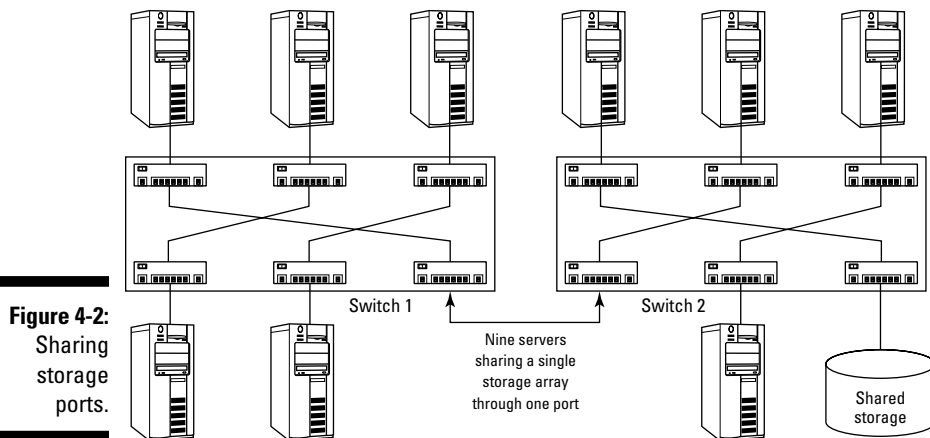 Switch 1
Switch 2
Figure 4-2:
Sharing
storage
ports.
Nine servers
sharing a single
storage array
through one port
Shared
storage